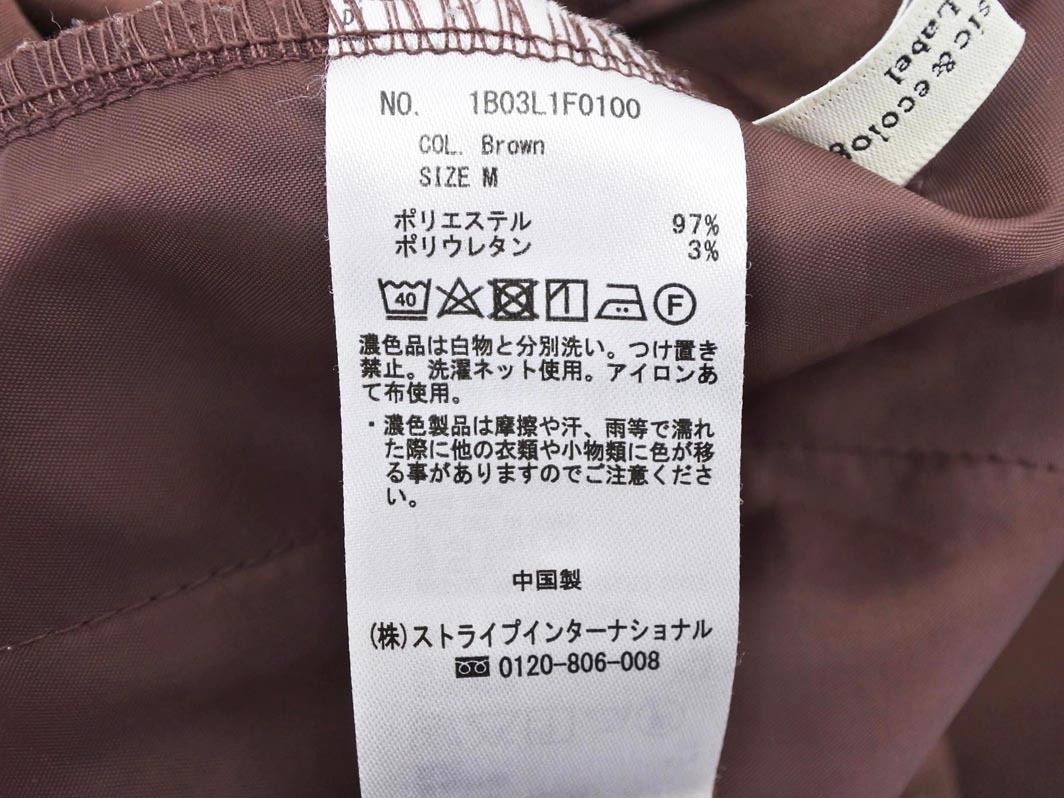 NO. 1B03L1F0100
COL. Brown
SIZE M
ポリエステル 97%
ポリウレタン 3%
40
F
濃色品は白物と分別洗い。つけ置き
禁止。洗濯ネット使用。アイロンあ
て布使用。
・濃色製品は摩擦や汗、雨等で濡れ
た際に他の衣類や小物類に色が移
る事がありますのでご注意くださ
い。
中国製
(株)ストライプインターナショナル
0120-806-008
sic & ecolog
Label